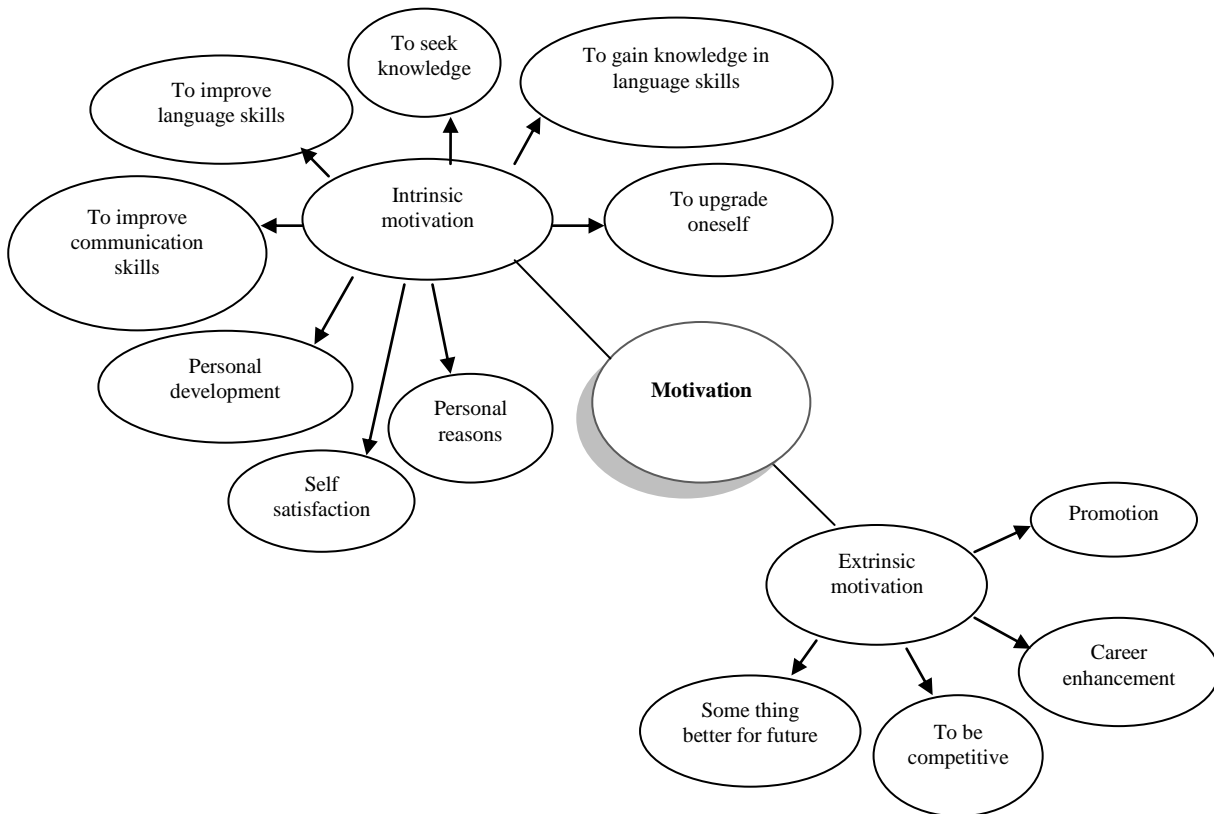 To seek
knowledge
To gain knowledge in
language skills
To improve
language skills
Intrinsic
motivation
To upgrade
oneself
To improve
communication
skills
Personal
development
Personal
reasons
Self
satisfaction
Motivation
Promotion
Extrinsic
motivation
Career
enhancement
Some thing
better for future
To be
competitive